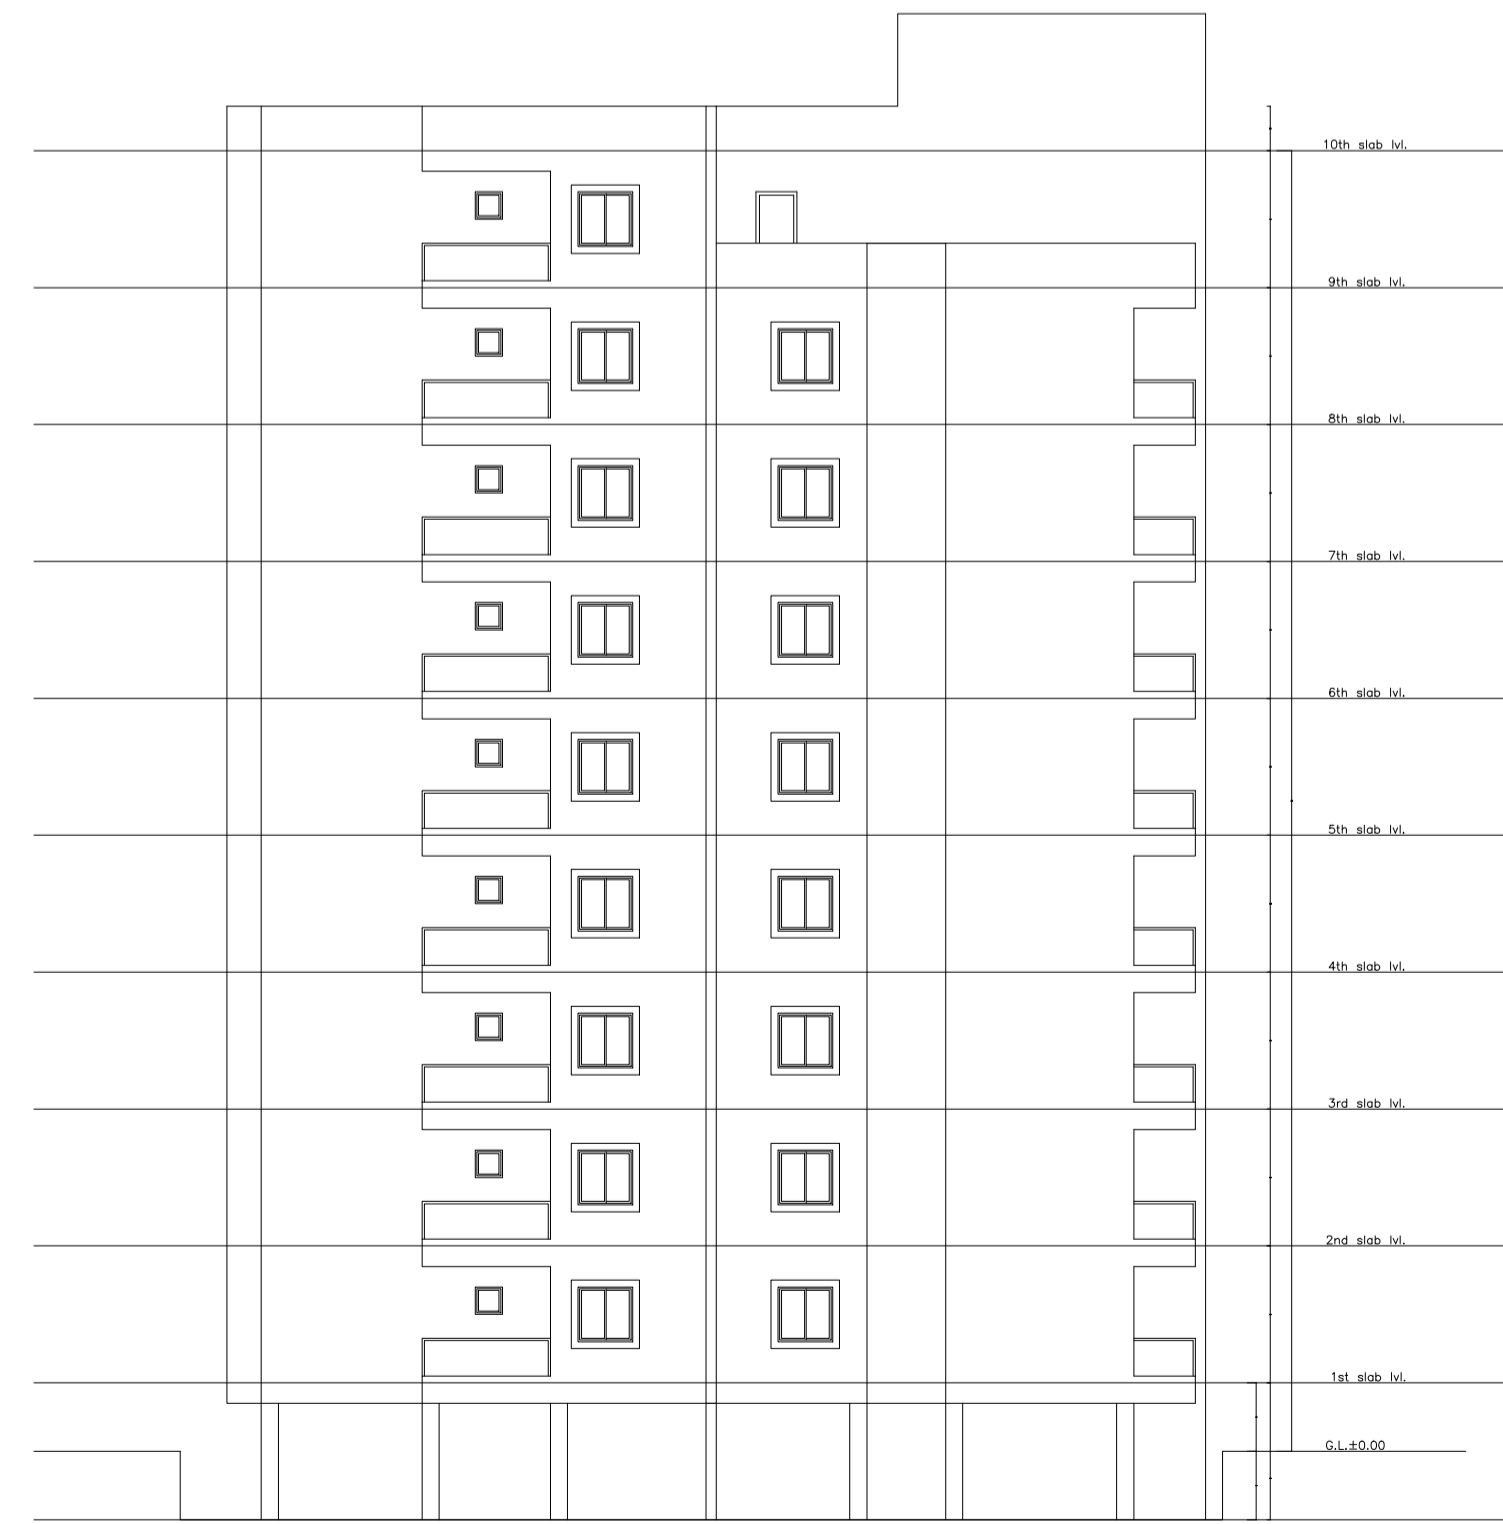 10th slab lvl.
9th slab lvl.
8th slab lvl.
7th slab lvl.
6th slab lvl.
5th slab lvl.
4th slab lvl.
3rd slab lvl.
2nd slab lvl.
1st slab lvl.
G.L.±0.00